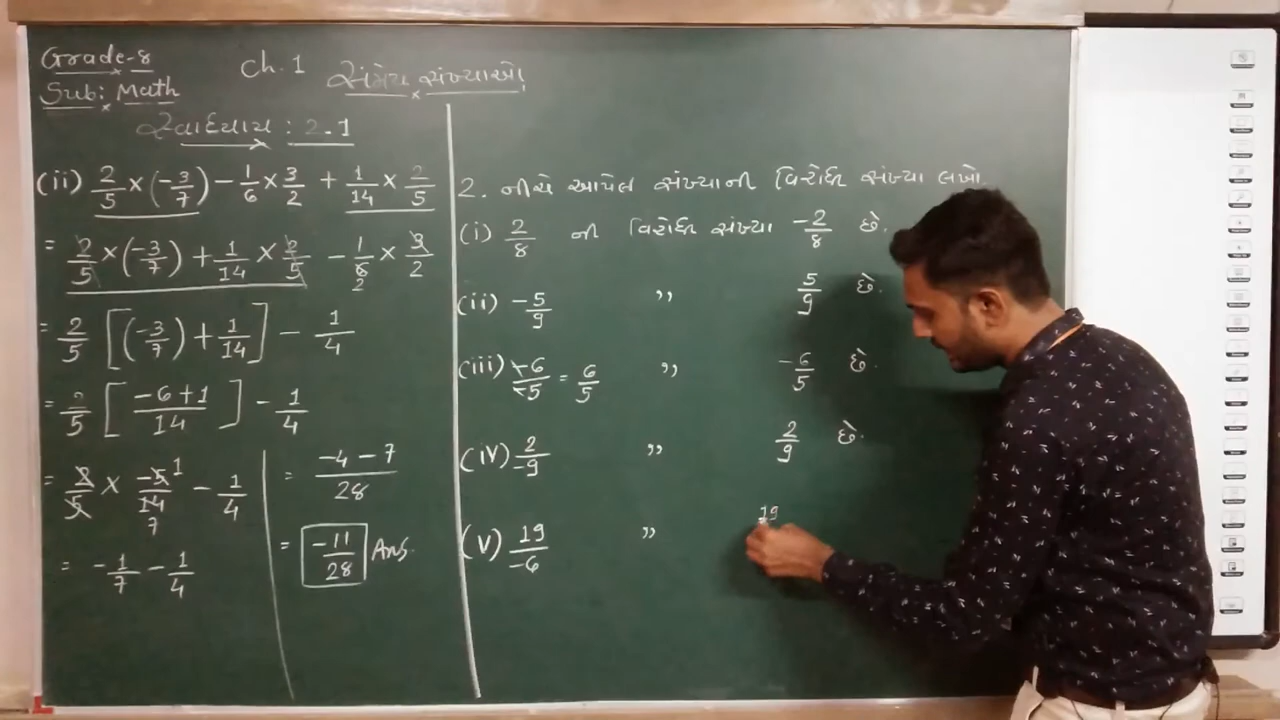 Grade-8
Sub: Math
Ch. 1 સંમેય સંખ્યાઓ
સ્વાધ્યાય : 2.1
(ii) 2/5 × (-3/7) - 1/6 × 3/2 + 1/14 × 2/5
= 2/5 × (-3/7) + 1/14 × 2/5 - 1/6 × 3/2
2
= 2/5 [(-3/7) + 1/14] - 1/4
= 2/5 [(-6+1)/14] - 1/4
= 2/5 × -5/14 - 1/4
1
7
= -1/7 - 1/4
= (-4-7)/28
= -11/28 Ans.
2. નીચે આપેલ સંખ્યાની વિરોધી સંખ્યા લખો.
(i) 2/8 ની વિરોધી સંખ્યા -2/8 છે.
(ii) -5/9 ,, 5/9 છે.
(iii) -6/-5 = 6/5 ,, -6/5 છે.
(iv) 2/-9 ,, 2/9 છે.
(v) 19/-6 ,, 19